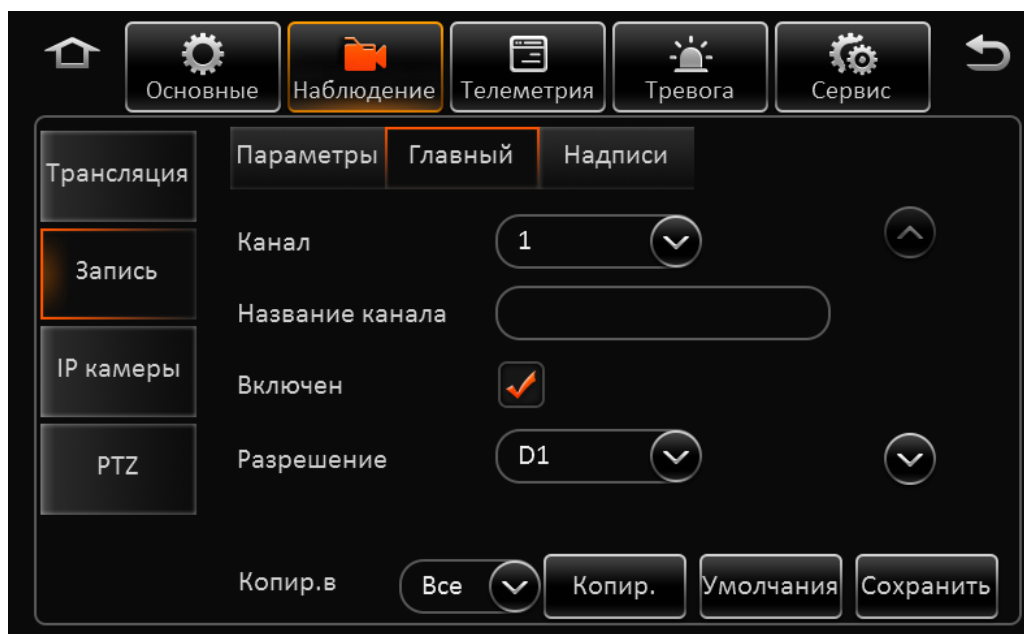 Основные Наблюдение Телеметрия Тревога Сервис
Трансляция
Запись
IP камеры
PTZ
Параметры Главный Надписи
Канал 1
Название канала
Включен
Разрешение D1
Копир.в Все Копир. Умолчания Сохранить